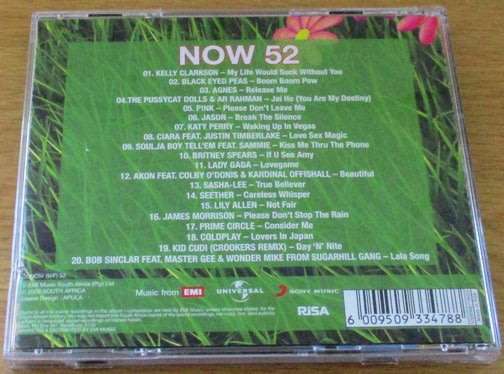 NOW 52
01. KELLY CLARKSON – My Life Would Suck Without You
02. BLACK EYED PEAS – Boom Boom Pow
03. AGNES – Release Me
04.THE PUSSYCAT DOLLS & AR RAHMAN – Jai Ho (You Are My Destiny)
05. P!NK – Please Don't Leave Me
06. JASON – Break The Silence
07. KATY PERRY – Waking Up In Vegas
08. CIARA FEAT. JUSTIN TIMBERLAKE – Love Sex Magic
09. SOULJA BOY TELL'EM FEAT. SAMMIE – Kiss Me Thru The Phone
10. BRITNEY SPEARS – If U See Amy
11. LADY GAGA – Lovegame
12. AKON FEAT. COLBY O'DONIS & KARDINAL OFFISHALL – Beautiful
13. SASHA-LEE – True Believer
14. SEETHER – Careless Whisper
15. LILY ALLEN – Not Fair
16. JAMES MORRISON – Please Don't Stop The Rain
17. PRIME CIRCLE – Consider Me
18. COLDPLAY – Lovers In Japan
19. KID CUDI (CROOKERS REMIX) – Day 'N' Nite
20. BOB SINCLAR FEAT. MASTER GEE & WONDER MIKE FROM SUGARHILL GANG – Lala Song
Music from EMI
UNIVERSAL
SONY MUSIC
RISA
6 009509 334788